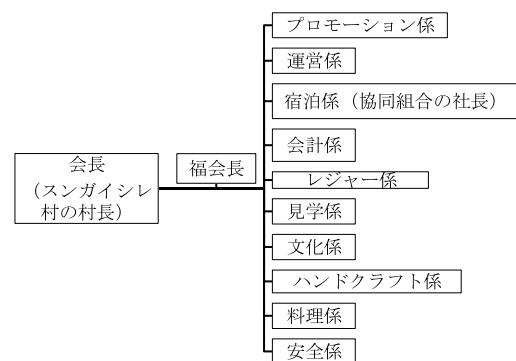 会長
（スンガイシレ
村の村長）
福会長
プロモーション係
運営係
宿泊係（協同組合の社長）
会計係
レジャー係
見学係
文化係
ハンドクラフト係
料理係
安全係